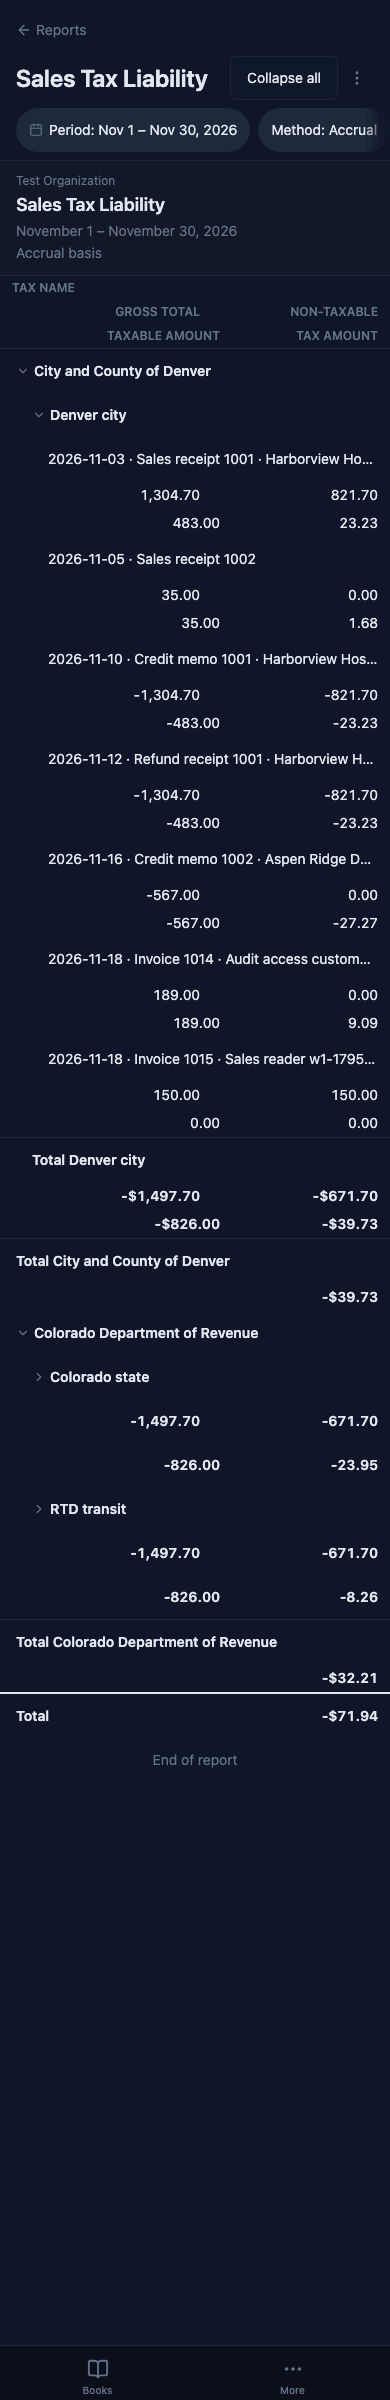 Reports
Sales Tax Liability Collapse all
Period: Nov 1 – Nov 30, 2026 Method: Accrual
Test Organization
Sales Tax Liability
November 1 – November 30, 2026
Accrual basis
TAX NAME
GROSS TOTAL NON-TAXABLE
TAXABLE AMOUNT TAX AMOUNT
City and County of Denver
Denver city
2026-11-03 · Sales receipt 1001 · Harborview Ho...
1,304.70 821.70
483.00 23.23
2026-11-05 · Sales receipt 1002
35.00 0.00
35.00 1.68
2026-11-10 · Credit memo 1001 · Harborview Hos...
-1,304.70 -821.70
-483.00 -23.23
2026-11-12 · Refund receipt 1001 · Harborview H...
-1,304.70 -821.70
-483.00 -23.23
2026-11-16 · Credit memo 1002 · Aspen Ridge D...
-567.00 0.00
-567.00 -27.27
2026-11-18 · Invoice 1014 · Audit access custom...
189.00 0.00
189.00 9.09
2026-11-18 · Invoice 1015 · Sales reader w1-1795...
150.00 150.00
0.00 0.00
Total Denver city
-$1,497.70 -$671.70
-$826.00 -$39.73
Total City and County of Denver
-$39.73
Colorado Department of Revenue
Colorado state
-1,497.70 -671.70
-826.00 -23.95
RTD transit
-1,497.70 -671.70
-826.00 -8.26
Total Colorado Department of Revenue
-$32.21
Total -$71.94
End of report
Books More